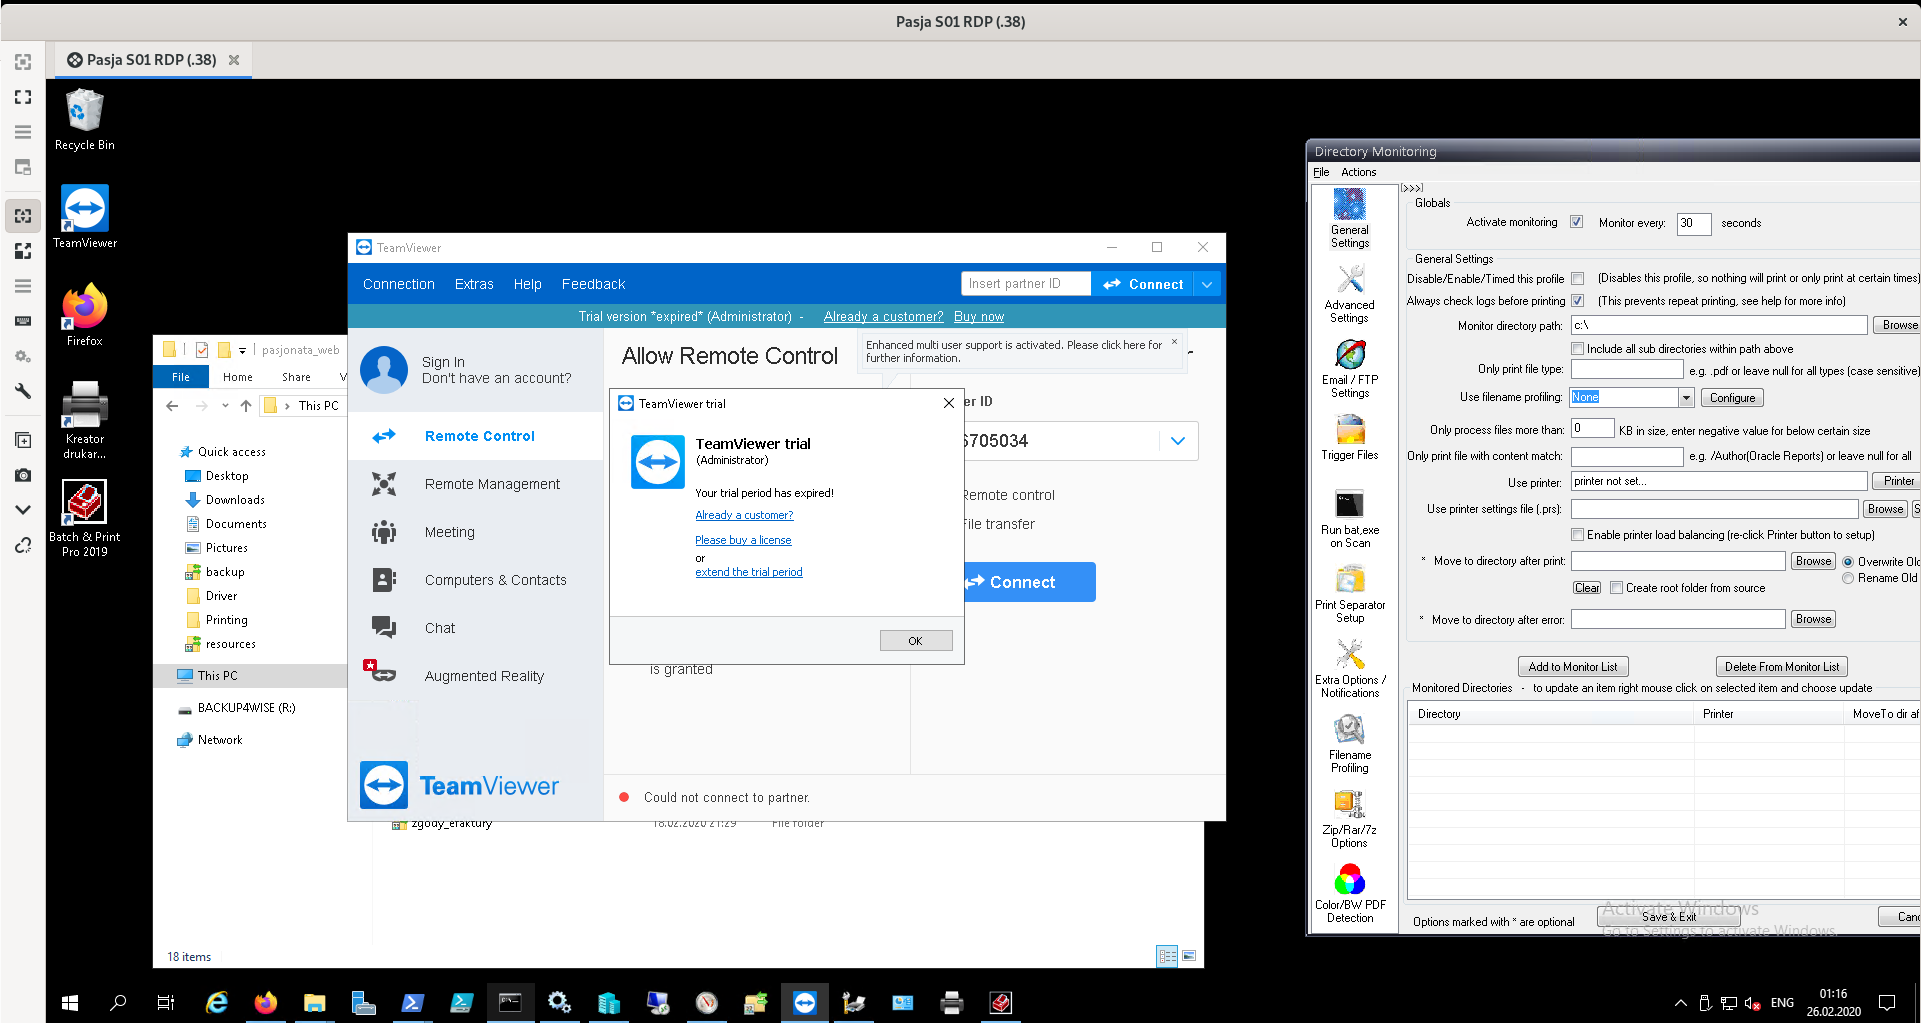 Pasja S01 RDP (.38)
Pasja S01 RDP (.38)
Recycle Bin
TeamViewer
Firefox
Kreator
drukar...
Batch & Print
Pro 2019
pasjonata_web
File Home Share
This PC
Quick access
Desktop
Downloads
Documents
Pictures
backup
Driver
Printing
resources
This PC
BACKUP4WISE (R:)
Network
zgody_efaktury 18.02.2020 21:29 File folder
18 items
TeamViewer
Connection Extras Help Feedback
Insert partner ID
Connect
Trial version *expired* (Administrator) - Already a customer? Buy now
Sign In
Don't have an account?
Remote Control
Remote Management
Meeting
Computers & Contacts
Chat
Augmented Reality
TeamViewer
Allow Remote Control
Enhanced multi user support is activated. Please click here for
further information.
er ID
6705034
Remote control
File transfer
Connect
is granted
Could not connect to partner.
TeamViewer trial
TeamViewer trial
(Administrator)
Your trial period has expired!
Already a customer?
Please buy a license
or
extend the trial period
OK
Directory Monitoring
File Actions
[>>>]
General
Settings
Advanced
Settings
Email / FTP
Settings
Trigger Files
Run bat,exe
on Scan
Print Separator
Setup
Extra Options /
Notifications
Filename
Profiling
Zip/Rar/7z
Options
Color/BW PDF
Detection
Globals
Activate monitoring Monitor every: 30 seconds
General Settings
Disable/Enable/Timed this profile (Disables this profile, so nothing will print or only print at certain times)
Always check logs before printing (This prevents repeat printing, see help for more info)
Monitor directory path: c:\ Browse
Include all sub directories within path above
Only print file type: e.g. .pdf or leave null for all types (case sensitive)
Use filename profiling: None Configure
Only process files more than: 0 KB in size, enter negative value for below certain size
Only print file with content match: e.g. /Author(Oracle Reports) or leave null for all
Use printer: printer not set... Printer
Use printer settings file (.prs): Browse S
Enable printer load balancing (re-click Printer button to setup)
* Move to directory after print: Browse Overwrite Old
Rename Old
Clear Create root folder from source
* Move to directory after error: Browse
Add to Monitor List Delete From Monitor List
Monitored Directories - to update an item right mouse click on selected item and choose update
Directory Printer MoveTo dir af
Options marked with * are optional Save & Exit Canc
Activate Windows
Go to Settings to activate Windows.
ENG
01:16
26.02.2020